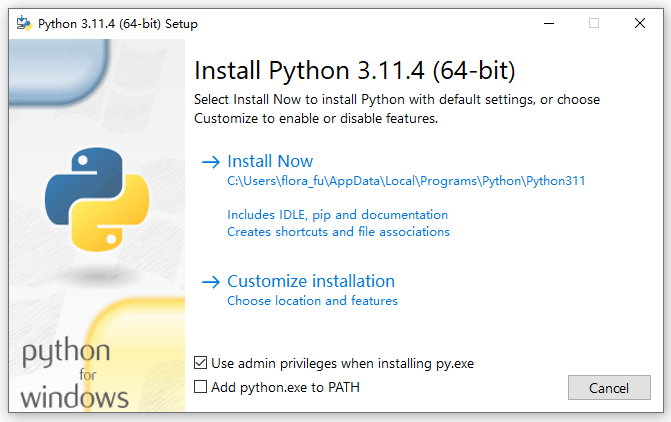 Python 3.11.4 (64-bit) Setup
Install Python 3.11.4 (64-bit)
Select Install Now to install Python with default settings, or choose
Customize to enable or disable features.
Install Now
C:\Users\flora_fu\AppData\Local\Programs\Python\Python311
Includes IDLE, pip and documentation
Creates shortcuts and file associations
Customize installation
Choose location and features
Use admin privileges when installing py.exe
Add python.exe to PATH
Cancel
python
for
windows